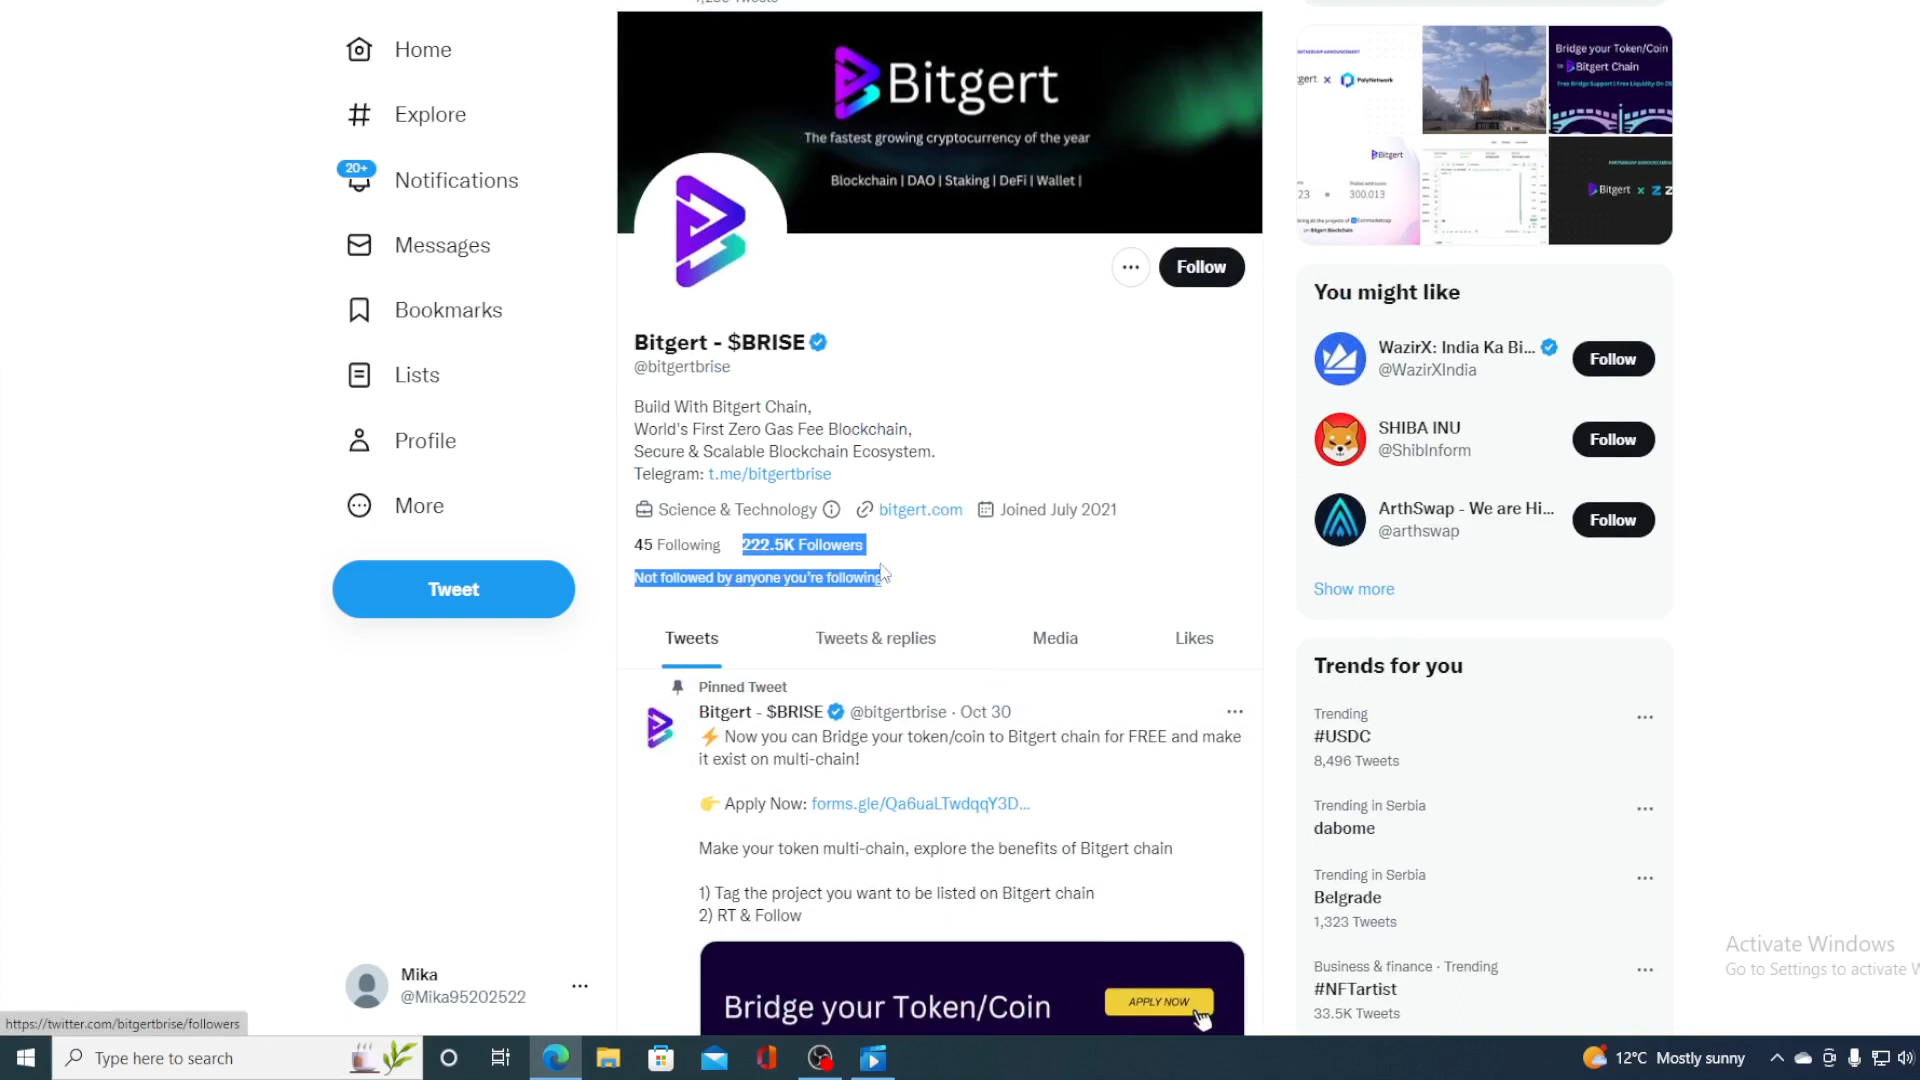 Home
Explore
20+
Notifications
Messages
Bookmarks
Lists
Profile
More
Tweet
Mika
@Mika95202522
Bitgert
The fastest growing cryptocurrency of the year
Blockchain | DAO | Staking | DeFi | Wallet |
Follow
Bitgert - $BRISE
@bitgertbrise
Build With Bitgert Chain,
World's First Zero Gas Fee Blockchain,
Secure & Scalable Blockchain Ecosystem.
Telegram: t.me/bitgertbrise
Science & Technology bitgert.com Joined July 2021
45 Following 222.5K Followers
Not followed by anyone you're following
Tweets Tweets & replies Media Likes
Pinned Tweet
Bitgert - $BRISE @bitgertbrise · Oct 30
⚡ Now you can Bridge your token/coin to Bitgert chain for FREE and make
it exist on multi-chain!
👉 Apply Now: forms.gle/Qa6uaLTwdqqY3D...
Make your token multi-chain, explore the benefits of Bitgert chain
1) Tag the project you want to be listed on Bitgert chain
2) RT & Follow
Bridge your Token/Coin
APPLY NOW
gert x PolyNetwork
Bridge your Token/Coin
to Bitgert Chain
Bitgert
23 300.013
Bitgert x Z
You might like
WazirX: India Ka Bi...
@WazirXIndia
Follow
SHIBA INU
@ShibInform
Follow
ArthSwap - We are Hi...
@arthswap
Follow
Show more
Trends for you
Trending
#USDC
8,496 Tweets
Trending in Serbia
dabome
Trending in Serbia
Belgrade
1,323 Tweets
Business & finance · Trending
#NFTartist
33.5K Tweets
Activate Windows
Go to Settings to activate W
https://twitter.com/bitgertbrise/followers
Type here to search
12°C Mostly sunny